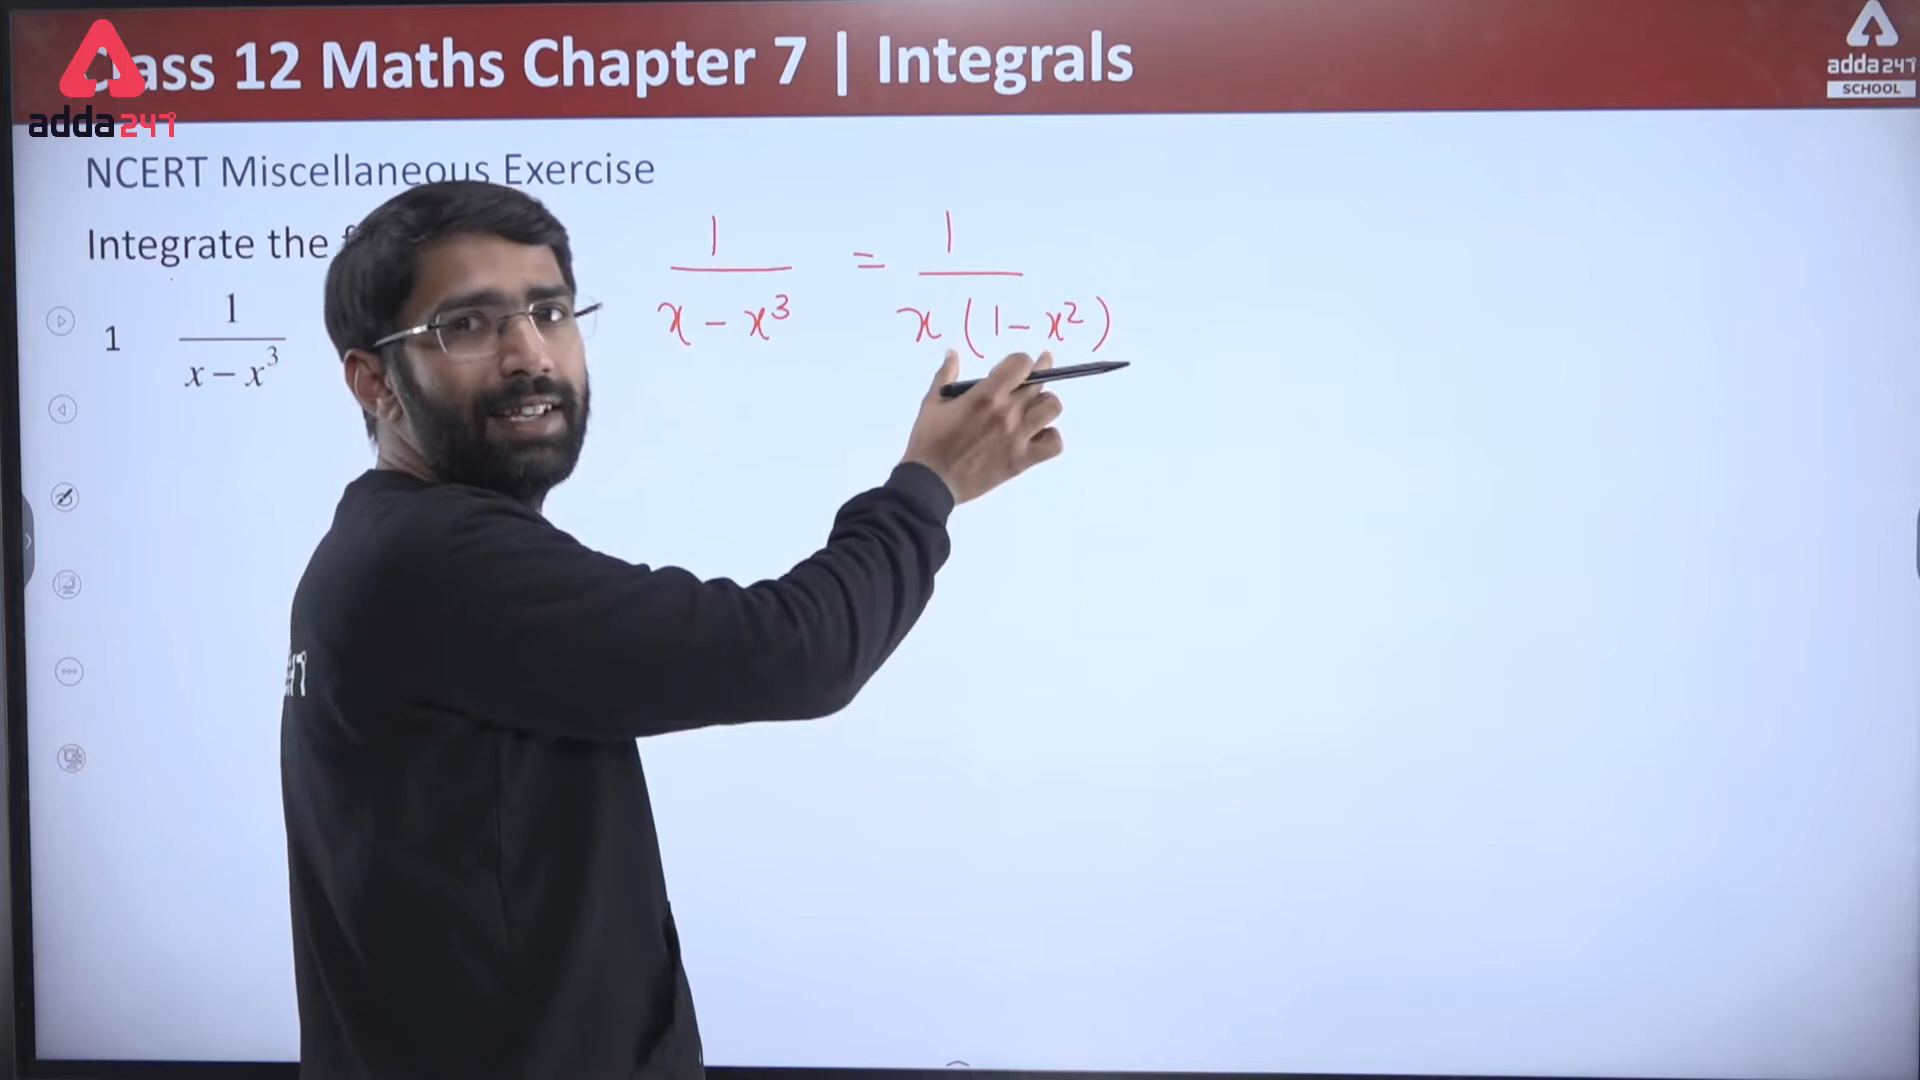 Class 12 Maths Chapter 7 | Integrals
adda247
adda247
SCHOOL
NCERT Miscellaneous Exercise
Integrate the
1 1/(x − x³)
1/(x − x³) = 1/(x(1 − x²))